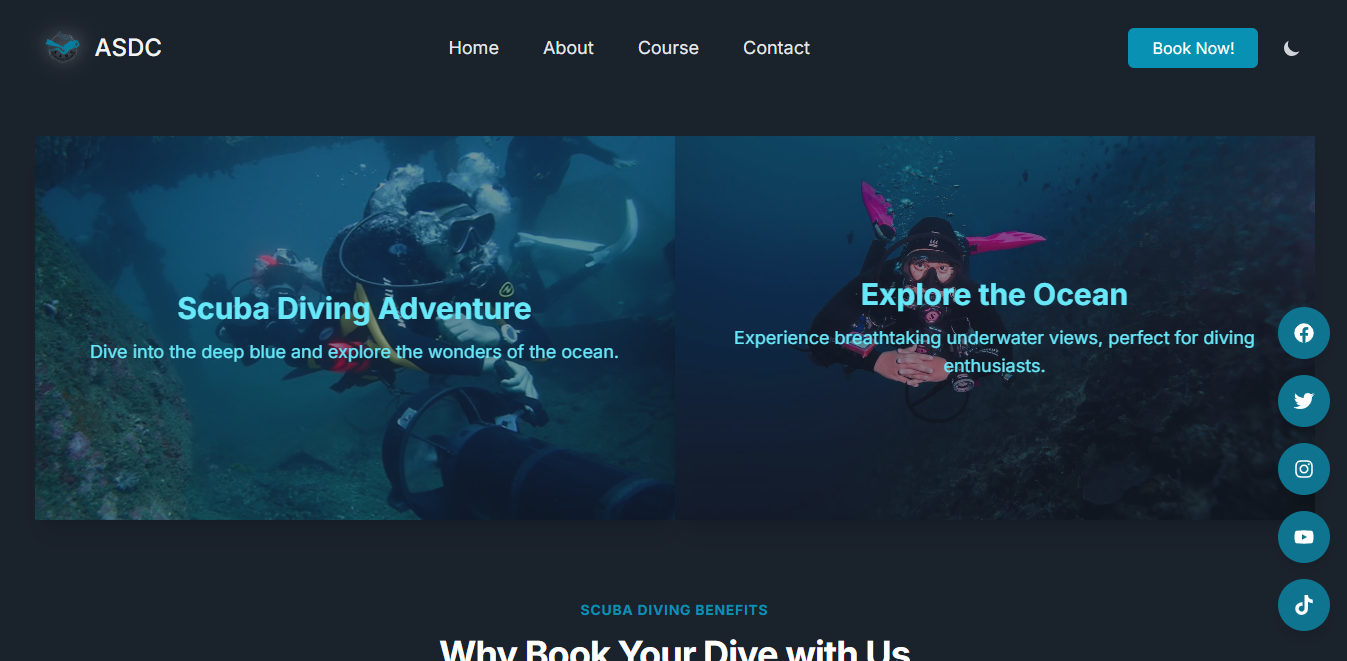 ASDC
Home
About
Course
Contact
Book Now!
Scuba Diving Adventure
Dive into the deep blue and explore the wonders of the ocean.
Explore the Ocean
Experience breathtaking underwater views, perfect for diving
enthusiasts.
SCUBA DIVING BENEFITS
Why Book Your Dive with Us